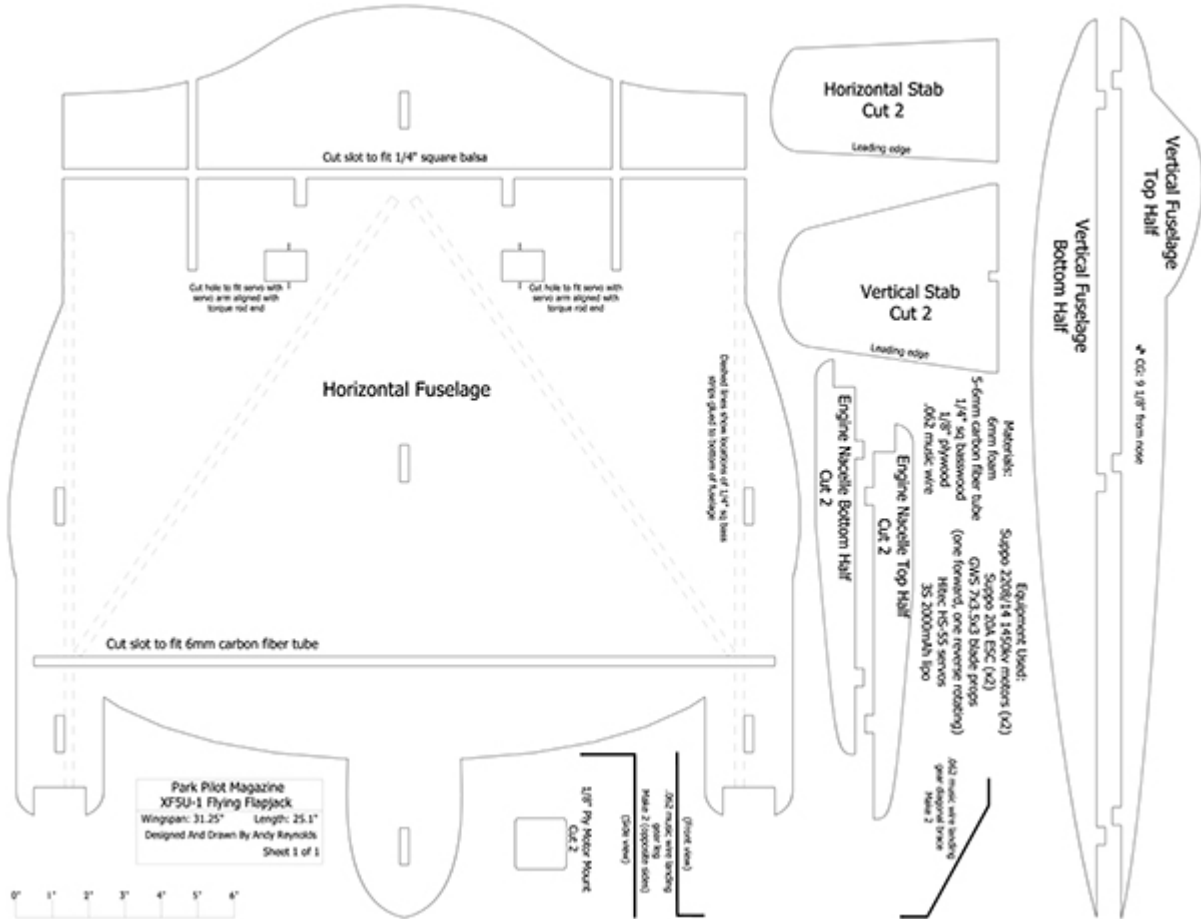 Cut slot to fit 1/4" square balsa
Cut hole to fit servo with
servo arm aligned with
torque rod end
Cut hole to fit servo with
servo arm aligned with
torque rod end
Horizontal Fuselage
Dashed lines show locations of 1/4" sq bass
strips glued to bottom of fuselage
Cut slot to fit 6mm carbon fiber tube
Horizontal Stab
Cut 2
Leading edge
Vertical Stab
Cut 2
Leading edge
Vertical Fuselage
Top Half
Vertical Fuselage
Bottom Half
CG: 9 1/8" from nose
Engine Nacelle Bottom Half
Cut 2
Engine Nacelle Top Half
Cut 2
Materials:
6mm foam
5-6mm carbon fiber tube
1/4" sq basswood
1/8" plywood
.062 music wire
Equipment Used:
Suppo 2208/14 1450kv motors (x2)
Suppo 20A ESC (x2)
GWS 7x3.5x3 blade props
(one forward, one reverse rotating)
Hitec HS-55 servos
3S 2000mAh lipo
Park Pilot Magazine
XF5U-1 Flying Flapjack
Wingspan: 31.25" Length: 25.1"
Designed And Drawn By Andy Reynolds
Sheet 1 of 1
1/8" Ply Motor Mount
Cut 2
(Front view)
.062 music wire landing
gear leg
Make 2 (opposite sides)
(Side view)
.062 music wire landing
gear diagonal brace
Make 2
0" 1" 2" 3" 4" 5" 6"